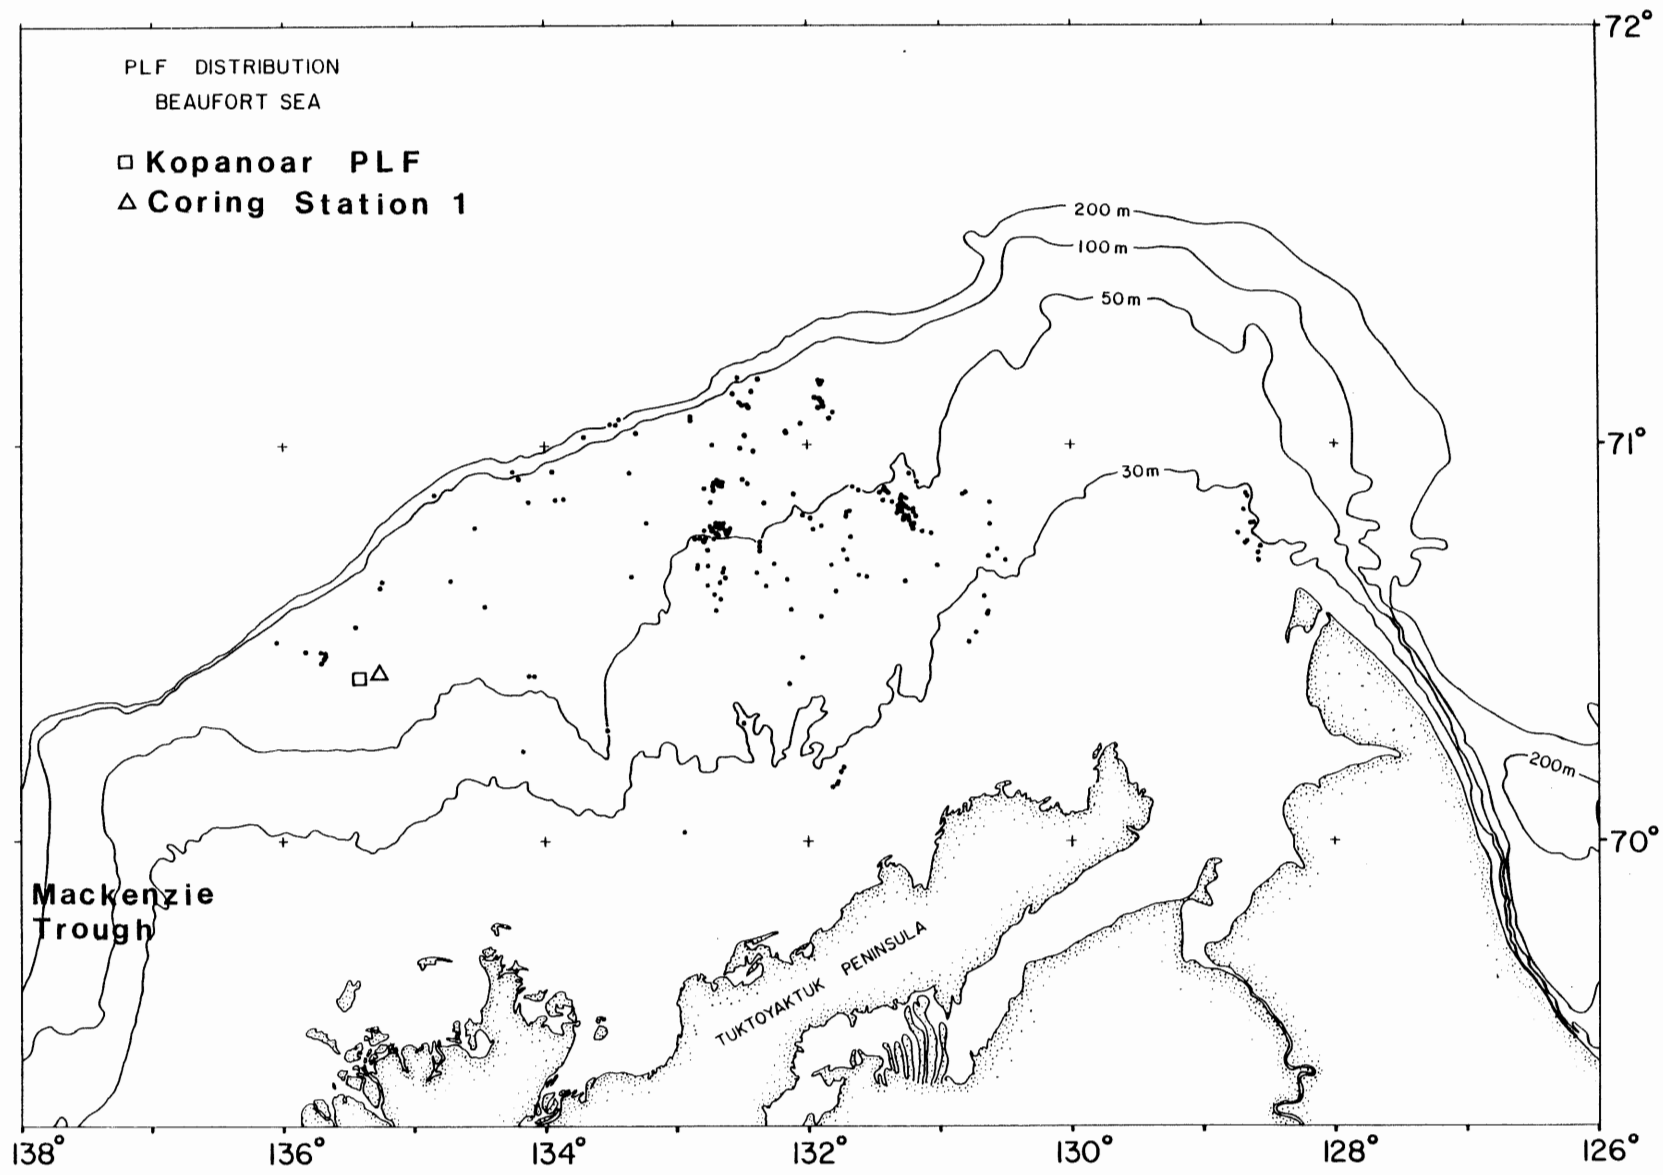 72°
PLF DISTRIBUTION
BEAUFORT SEA
Kopanoar PLF
Coring Station 1
200 m
100 m
50 m
71°
30 m
200 m
70°
Mackenzie
Trough
TUKTOYAKTUK PENINSULA
138° 136° 134° 132° 130° 128° 126°